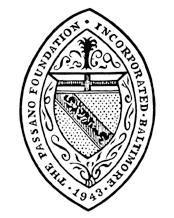 · THE PASSANO FOUNDATION · INCORPORATED · BALTIMORE · 1943